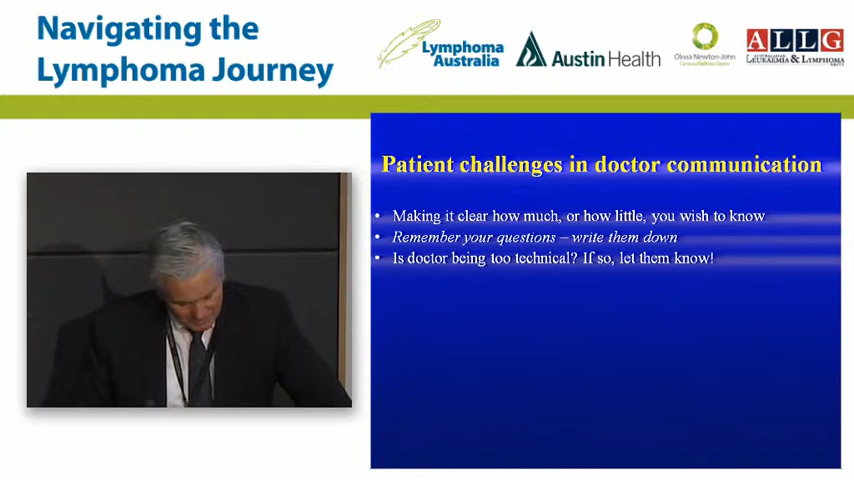 Navigating the
Lymphoma Journey
Lymphoma
Australia
Austin Health
Olivia Newton-John
ALLG
LEUKAEMIA & LYMPHOMA
Patient challenges in doctor communication
• Making it clear how much, or how little, you wish to know
• Remember your questions – write them down
• Is doctor being too technical? If so, let them know!